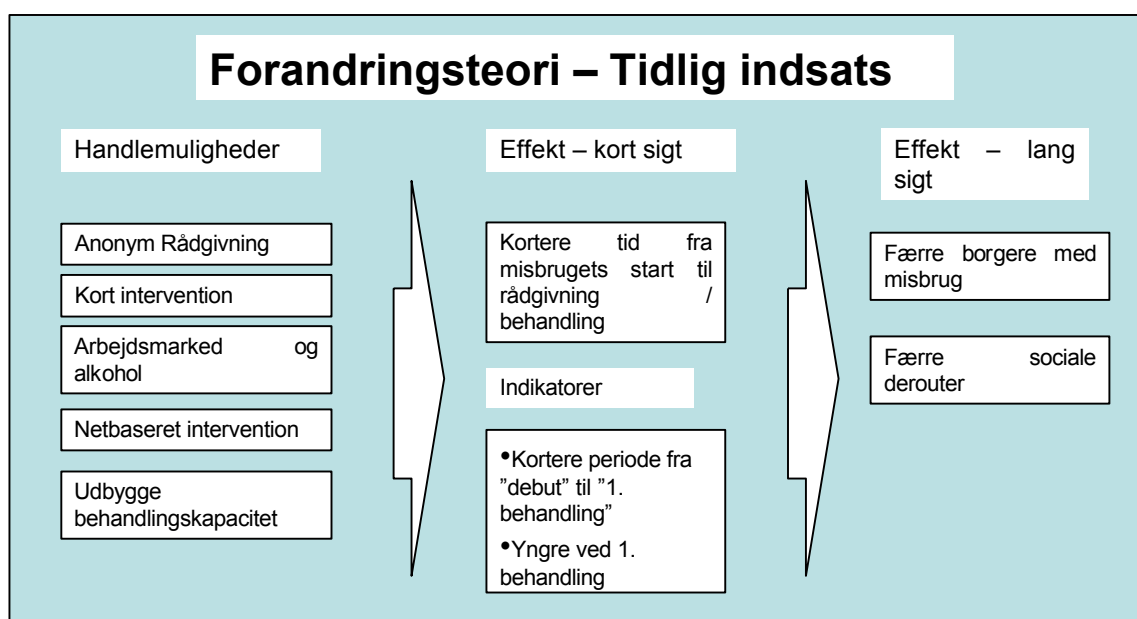 Forandringsteori – Tidlig indsats
Handlemuligheder
Anonym Rådgivning
Kort intervention
Arbejdsmarked og
alkohol
Netbaseret intervention
Udbygge
behandlingskapacitet
Effekt – kort sigt
Kortere tid fra
misbrugets start til
rådgivning /
behandling
Indikatorer
•Kortere periode fra
”debut” til ”1.
behandling”
•Yngre ved 1.
behandling
Effekt – lang
sigt
Færre borgere med
misbrug
Færre sociale
derouter